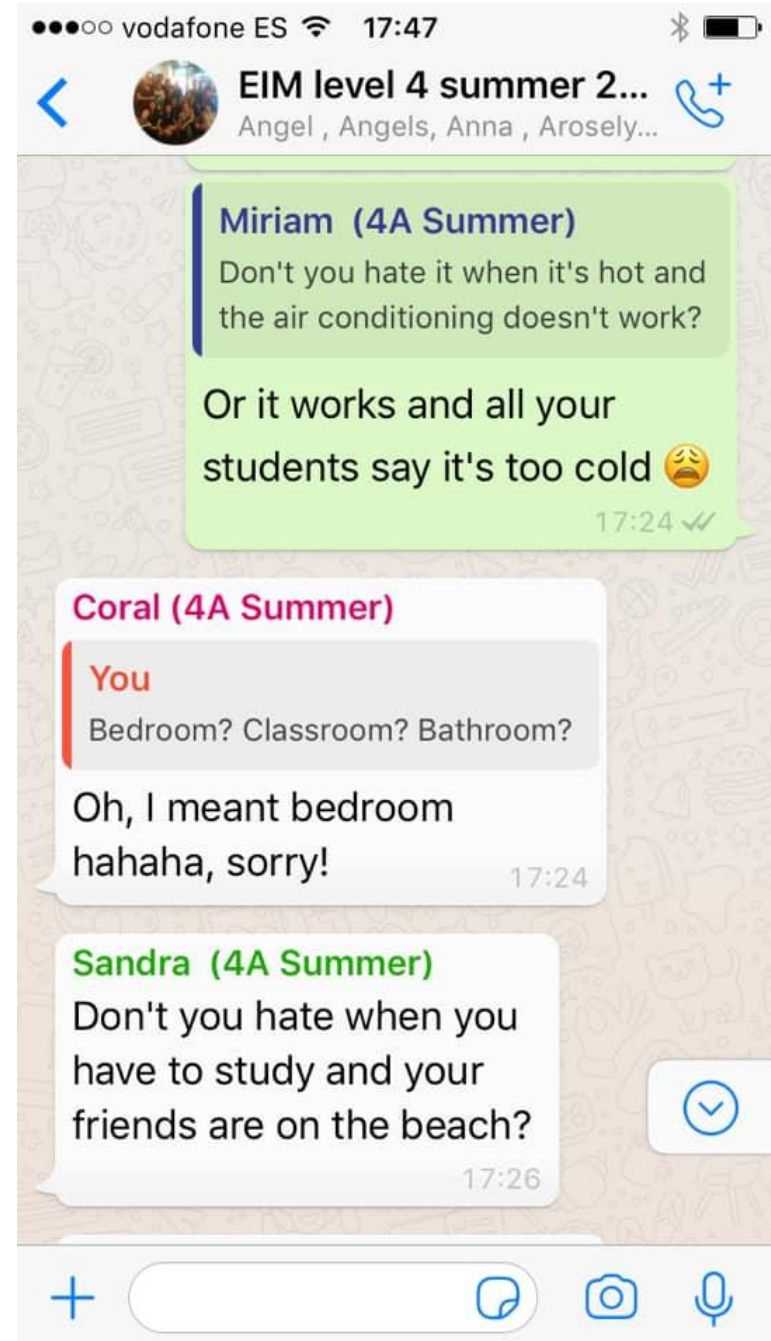 vodafone ES 17:47
EIM level 4 summer 2...
Angel , Angels, Anna , Arosely...
Miriam (4A Summer)
Don't you hate it when it's hot and
the air conditioning doesn't work?
Or it works and all your
students say it's too cold 😩
17:24
Coral (4A Summer)
You
Bedroom? Classroom? Bathroom?
Oh, I meant bedroom
hahaha, sorry!
17:24
Sandra (4A Summer)
Don't you hate when you
have to study and your
friends are on the beach?
17:26